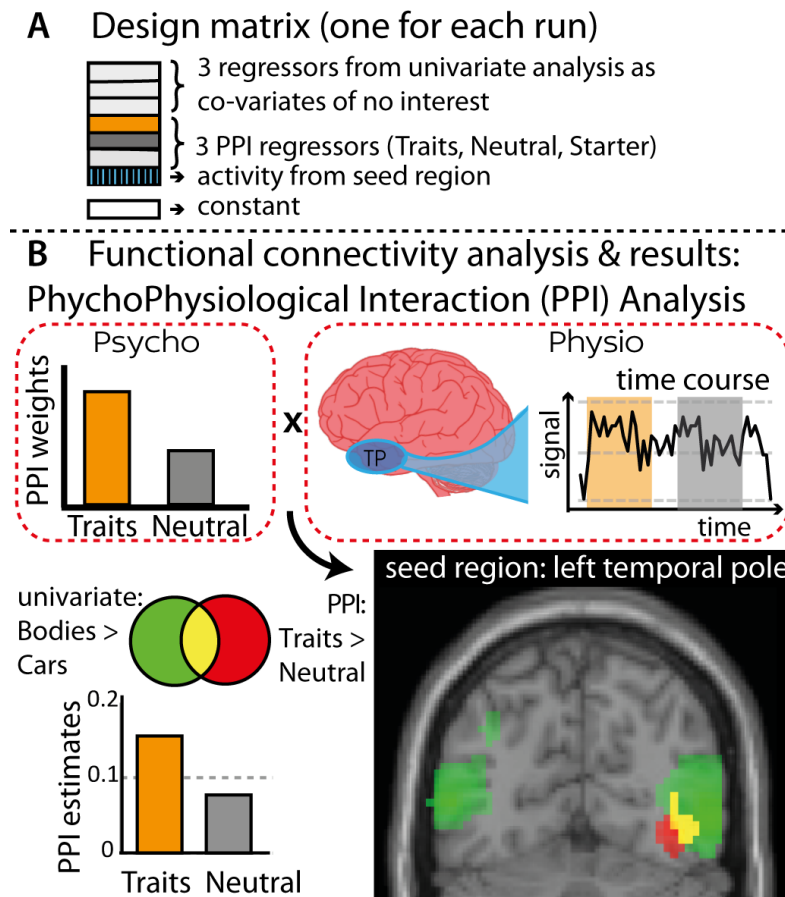 A Design matrix (one for each run)
3 regressors from univariate analysis as
co-variates of no interest
3 PPI regressors (Traits, Neutral, Starter)
activity from seed region
constant
B Functional connectivity analysis & results:
PhychoPhysiological Interaction (PPI) Analysis
Psycho
PPI weights
Traits Neutral
x
Physio
TP
time course
signal
time
seed region: left temporal pole
univariate:
Bodies >
Cars
PPI:
Traits >
Neutral
PPI estimates
0.2
0.1
0
Traits Neutral